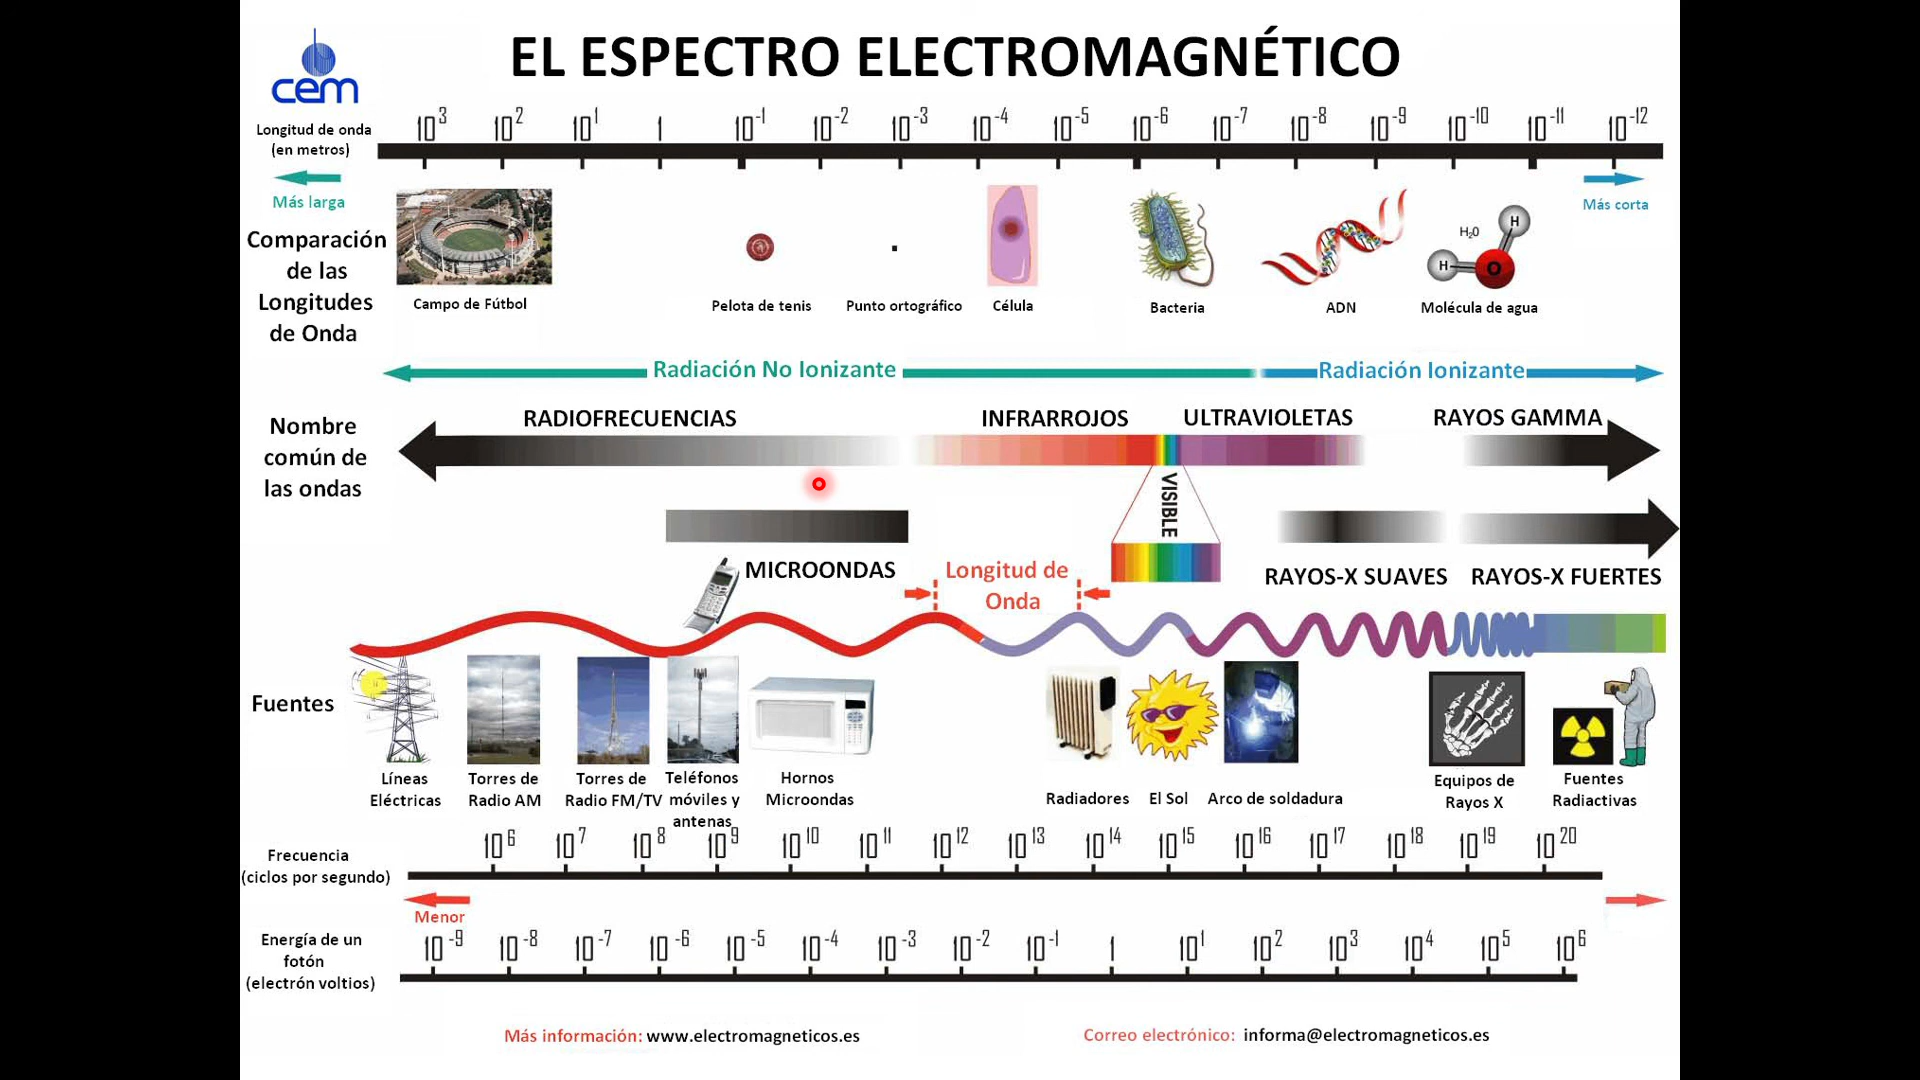 EL ESPECTRO ELECTROMAGNÉTICO
cem
Longitud de onda
(en metros)
10³ 10² 10¹ 1 10⁻¹ 10⁻² 10⁻³ 10⁻⁴ 10⁻⁵ 10⁻⁶ 10⁻⁷ 10⁻⁸ 10⁻⁹ 10⁻¹⁰ 10⁻¹¹ 10⁻¹²
Más larga
Más corta
Comparación
de las
Longitudes
de Onda
Campo de Fútbol
Pelota de tenis
Punto ortográfico
Célula
Bacteria
ADN
H₂O
H
H
O
Molécula de agua
Radiación No Ionizante
Radiación Ionizante
Nombre
común de
las ondas
RADIOFRECUENCIAS
INFRARROJOS
ULTRAVIOLETAS
RAYOS GAMMA
VISIBLE
MICROONDAS
Longitud de
Onda
RAYOS-X SUAVES
RAYOS-X FUERTES
Fuentes
Líneas
Eléctricas
Torres de
Radio AM
Torres de
Radio FM/TV
Teléfonos
móviles y
antenas
Hornos
Microondas
Radiadores
El Sol
Arco de soldadura
Equipos de
Rayos X
Fuentes
Radiactivas
Frecuencia
(ciclos por segundo)
10⁶ 10⁷ 10⁸ 10⁹ 10¹⁰ 10¹¹ 10¹² 10¹³ 10¹⁴ 10¹⁵ 10¹⁶ 10¹⁷ 10¹⁸ 10¹⁹ 10²⁰
Menor
Energía de un
fotón
(electrón voltios)
10⁻⁹ 10⁻⁸ 10⁻⁷ 10⁻⁶ 10⁻⁵ 10⁻⁴ 10⁻³ 10⁻² 10⁻¹ 1 10¹ 10² 10³ 10⁴ 10⁵ 10⁶
Más información: www.electromagneticos.es
Correo electrónico: informa@electromagneticos.es